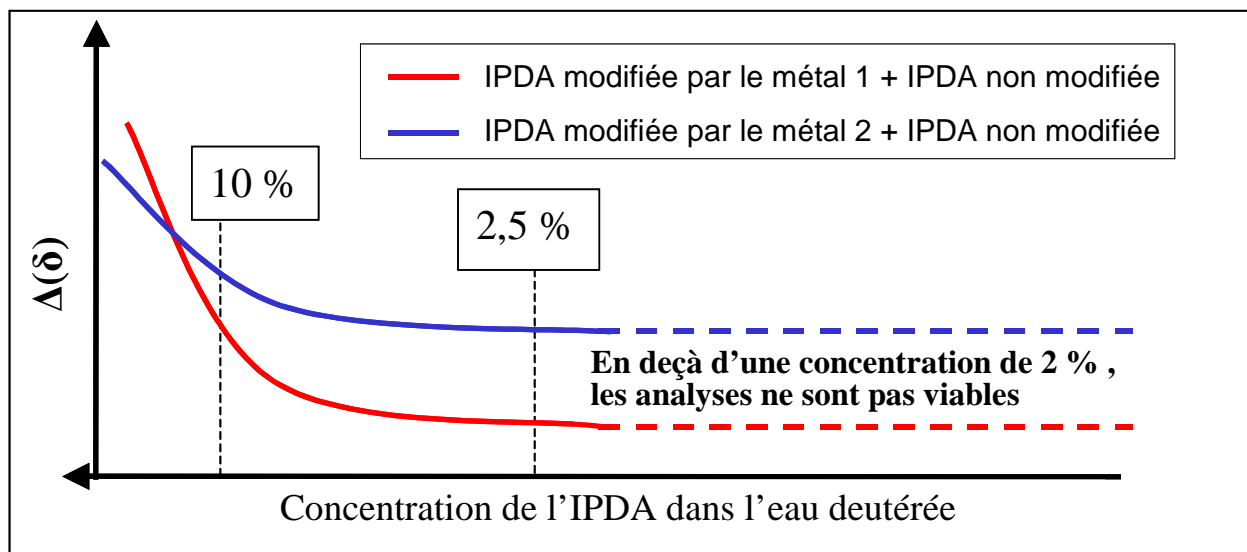 IPDA modifiée par le métal 1 + IPDA non modifiée
IPDA modifiée par le métal 2 + IPDA non modifiée
10 %
2,5 %
Δ(δ)
En deçà d’une concentration de 2 % ,
les analyses ne sont pas viables
Concentration de l’IPDA dans l’eau deutérée